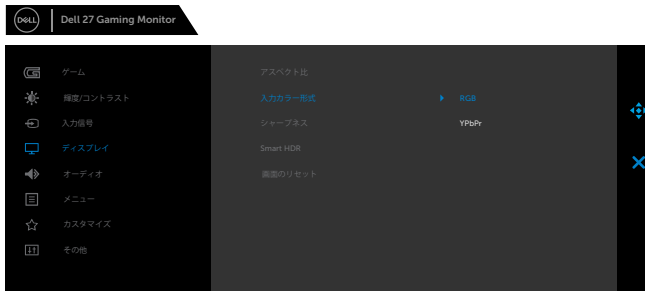 DELL
Dell 27 Gaming Monitor
ゲーム
輝度/コントラスト
入力信号
ディスプレイ
オーディオ
メニュー
カスタマイズ
その他
アスペクト比
入力カラー形式
RGB
シャープネス
YPbPr
Smart HDR
画面のリセット